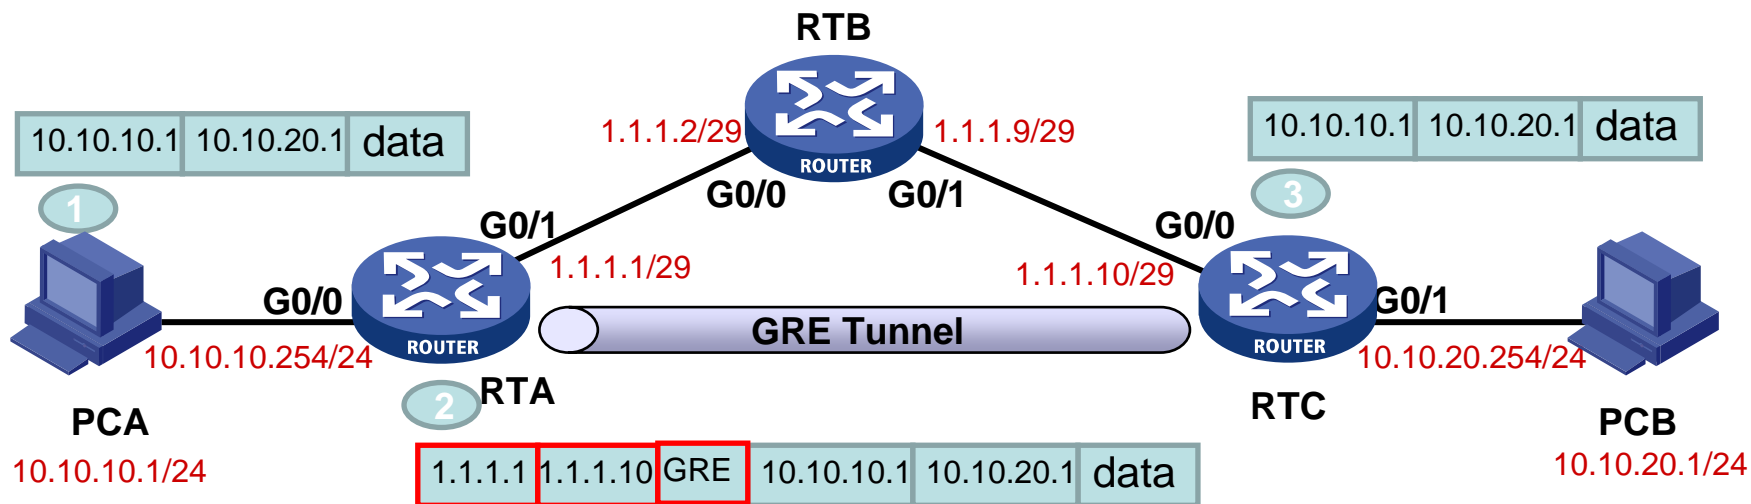 RTB
10.10.10.1 10.10.20.1 data
1.1.1.2/29
1.1.1.9/29
10.10.10.1 10.10.20.1 data
ROUTER
G0/0
G0/1
1
3
G0/1
G0/0
1.1.1.1/29
1.1.1.10/29
G0/0
G0/1
GRE Tunnel
ROUTER
ROUTER
10.10.10.254/24
10.10.20.254/24
2
RTA
RTC
PCA
PCB
10.10.10.1/24
10.10.20.1/24
1.1.1.1 1.1.1.10 GRE 10.10.10.1 10.10.20.1 data